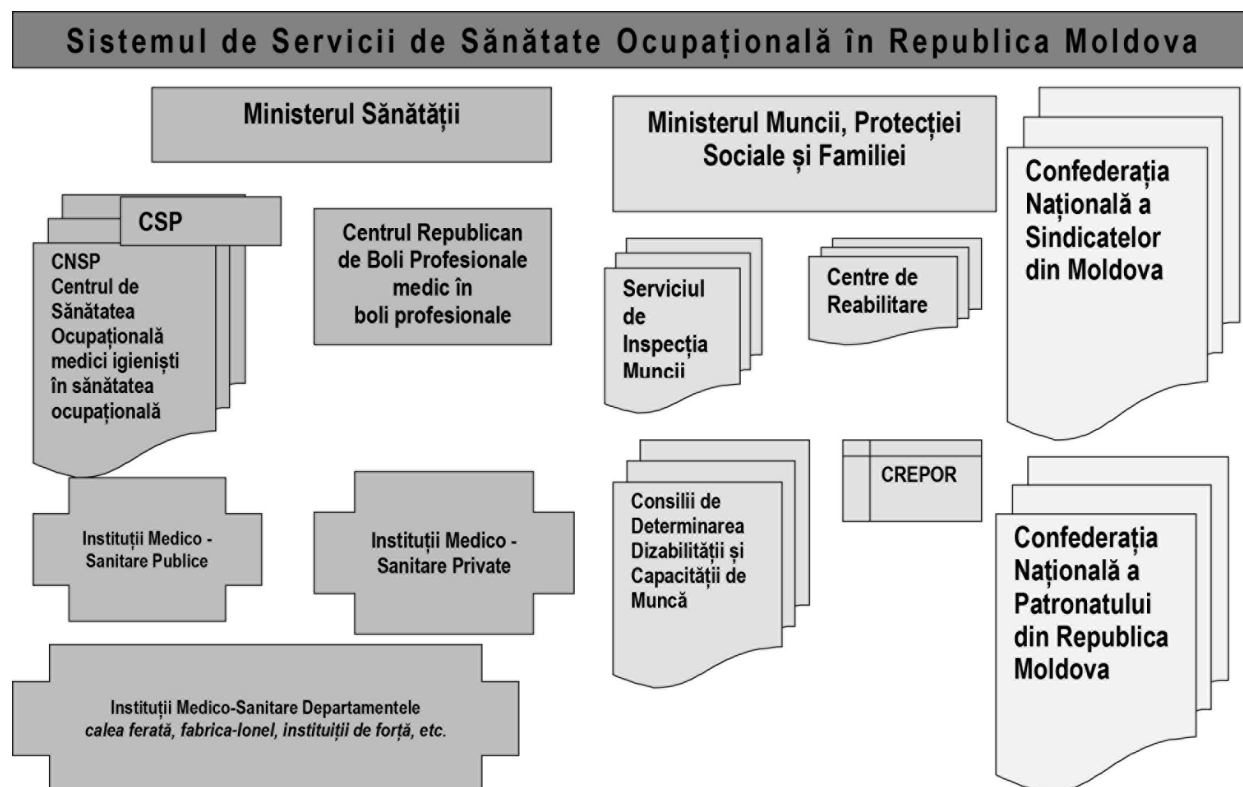 Sistemul de Servicii de Sănătate Ocupațională în Republica Moldova
Ministerul Sănătății
Ministerul Muncii, Protecției
Sociale și Familiei
Confederația
Națională a
Sindicatelor
din Moldova
CSP
CNSP
Centrul de
Sănătatea
Ocupațională
medici igieniști
în sănătatea
ocupațională
Centrul Republican
de Boli Profesionale
medic în
boli profesionale
Serviciul
de
Inspecția
Muncii
Centre de
Reabilitare
Instituții Medico -
Sanitare Publice
Instituții Medico -
Sanitare Private
Consilii de
Determinarea
Dizabilității și
Capacității de
Muncă
CREPOR
Confederația
Națională a
Patronatului
din Republica
Moldova
Instituții Medico-Sanitare Departamentele
calea ferată, fabrica-Ionel, instituiții de forță, etc.